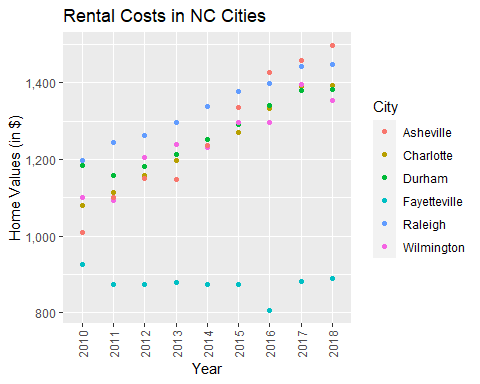 Rental Costs in NC Cities
Home Values (in $)
1,400
1,200
1,000
800
2010
2011
2012
2013
2014
2015
2016
2017
2018
Year
City
Asheville
Charlotte
Durham
Fayetteville
Raleigh
Wilmington